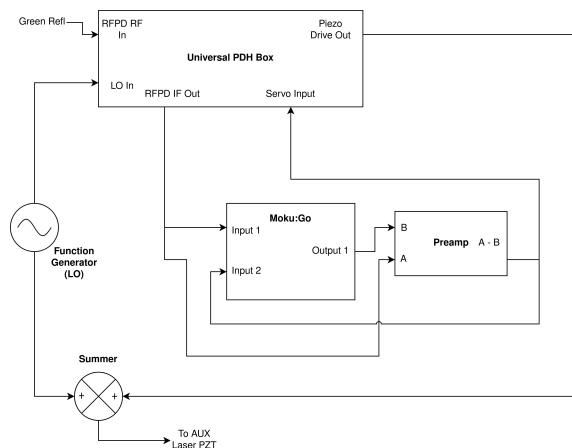 Green Refl
RFPD RF
In
Piezo
Drive Out
Universal PDH Box
LO In
RFPD IF Out
Servo Input
Moku:Go
Input 1
Output 1
Input 2
B
Preamp A - B
A
Function
Generator
(LO)
Summer
+ +
To AUX
Laser PZT